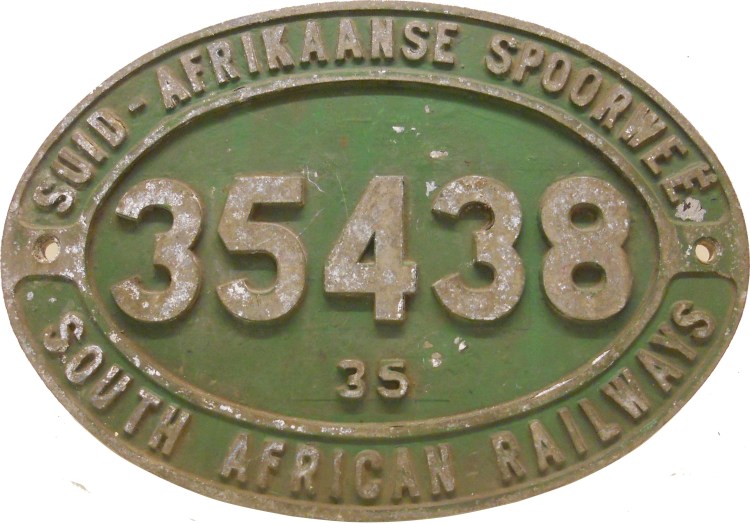 SUID-AFRIKAANSE SPOORWEË
35438
35
SOUTH AFRICAN RAILWAYS